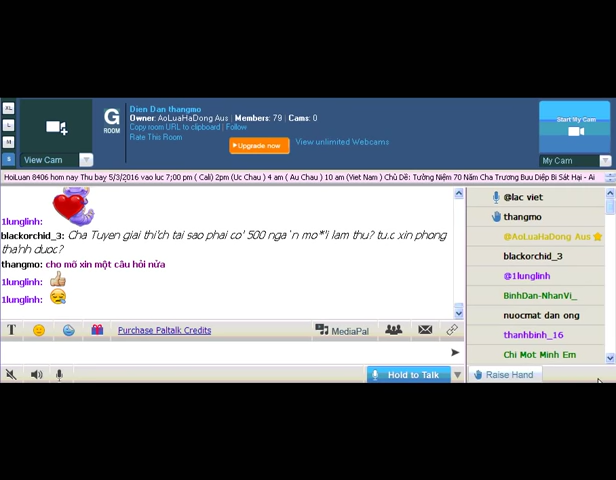 XL
L
M
S
View Cam
G
ROOM
Dien Dan thangmo
Owner: AoLuaHaDong Aus | Members: 79 | Cams: 0
Copy room URL to clipboard | Follow
Rate This Room
Upgrade now
View unlimited Webcams
Start My Cam
My Cam
HoiLuan 8406 hom nay Thu bay 5/3/2016 vao luc 7;00 pm ( Cali) 2pm (Uc Chau ) 4 am ( Au Chau ) 10 am (Viet Nam ) Chủ Đề: Tưởng Niệm 70 Năm Cha Trương Bưu Diệp Bi Sát Hại - Ai
1lunglinh:
blackorchid_3: Cha Tuyen giai thi'ch tai sao phai co' 500 nga`n mo*'i lam thu? tu.c xin phong
tha'nh duoc?
thangmo: cho mõ xin một câu hỏi nửa
1lunglinh:
1lunglinh:
@lac viet
thangmo
@AoLuaHaDong Aus
blackorchid_3
@1lunglinh
BinhDan-NhanVi_
nuocmat dan ong
thanhbinh_16
Chi Mot Minh Em
T
Purchase Paltalk Credits
MediaPal
Hold to Talk
Raise Hand